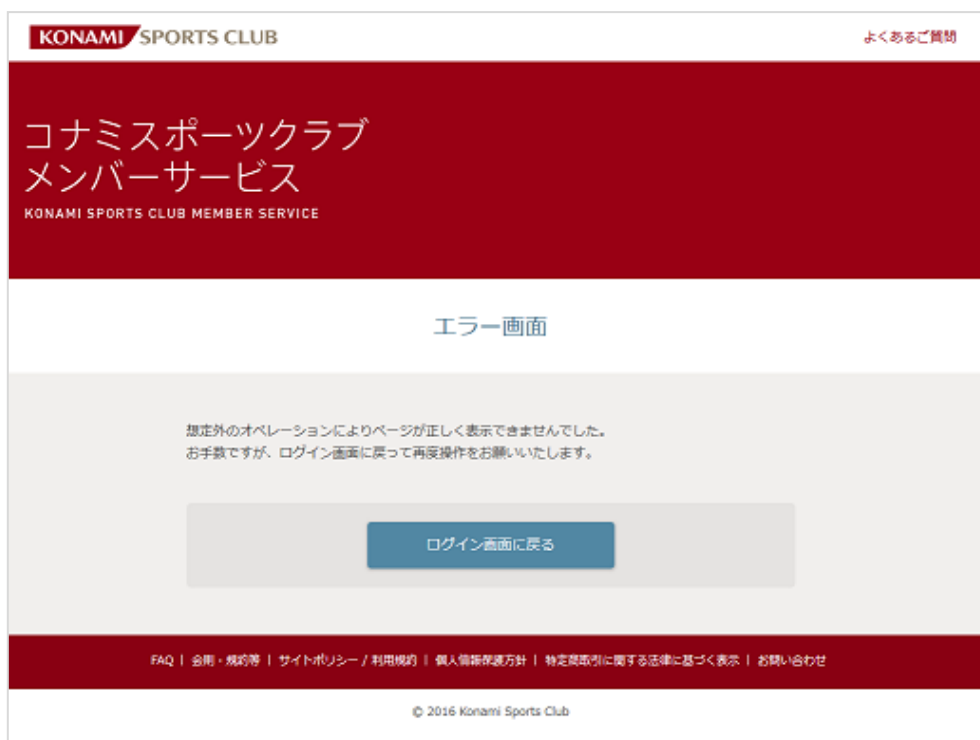 KONAMI SPORTS CLUB
よくあるご質問
コナミスポーツクラブ
メンバーサービス
KONAMI SPORTS CLUB MEMBER SERVICE
エラー画面
想定外のオペレーションによりページが正しく表示できませんでした。
お手数ですが、ログイン画面に戻って再度操作をお願いいたします。
ログイン画面に戻る
FAQ | 会則・規約等 | サイトポリシー / 利用規約 | 個人情報保護方針 | 特定商取引に関する法律に基づく表示 | お問い合わせ
© 2016 Konami Sports Club